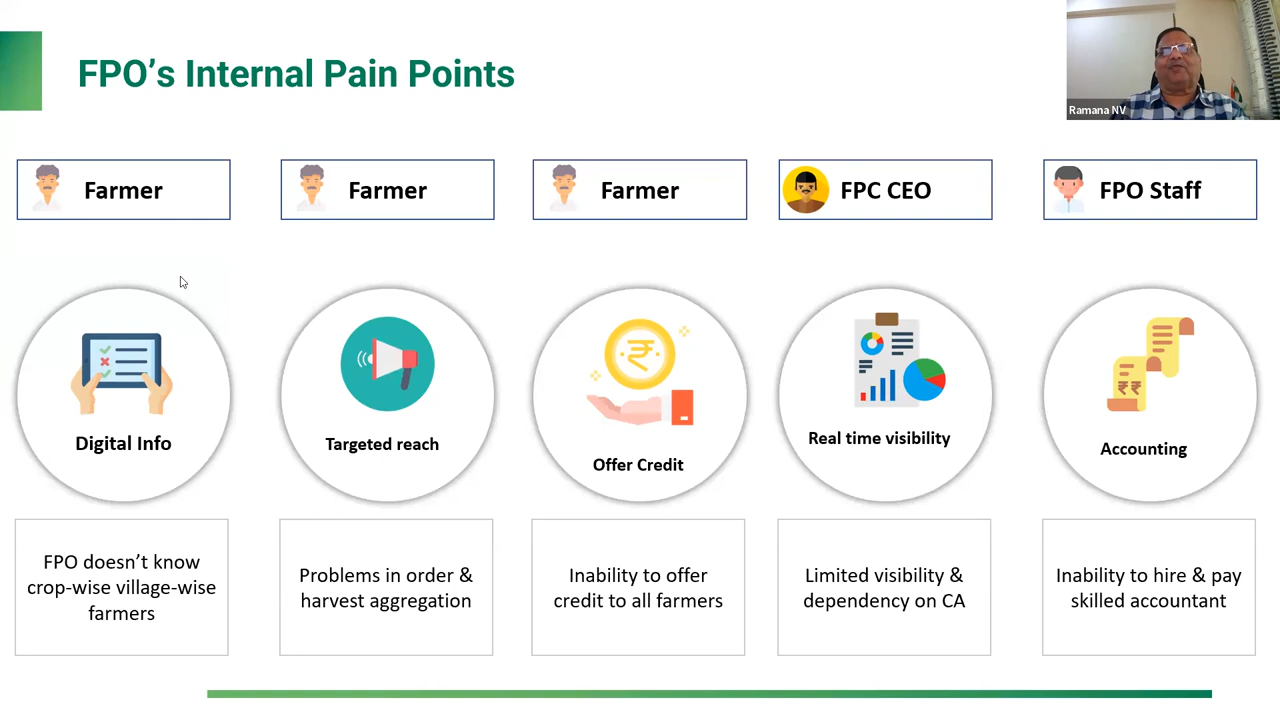 FPO’s Internal Pain Points
Ramana NV
Farmer
Farmer
Farmer
FPC CEO
FPO Staff
Digital Info
Targeted reach
Offer Credit
Real time visibility
Accounting
FPO doesn’t know
crop-wise village-wise
farmers
Problems in order &
harvest aggregation
Inability to offer
credit to all farmers
Limited visibility &
dependency on CA
Inability to hire & pay
skilled accountant